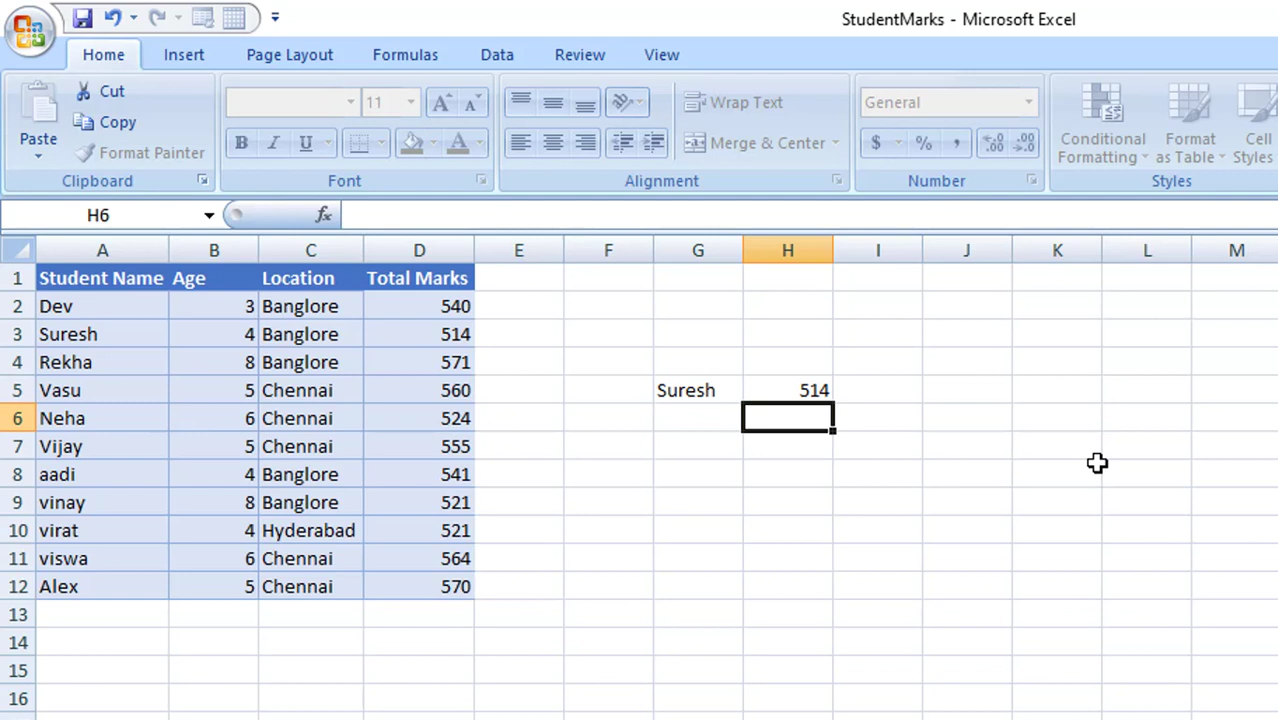 StudentMarks - Microsoft Excel
Home Insert Page Layout Formulas Data Review View
Cut
Copy
Format Painter
Paste
Clipboard
11
A A
B I U
A
Font
Wrap Text
Merge & Center
Alignment
General
$ % , .0 .00 .00 .0
Number
Conditional Formatting
Format as Table
Cell Styles
Styles
H6 fx
A B C D E F G H I J K L M
1 Student Name Age Location Total Marks
2 Dev 3 Banglore 540
3 Suresh 4 Banglore 514
4 Rekha 8 Banglore 571
5 Vasu 5 Chennai 560 Suresh 514
6 Neha 6 Chennai 524
7 Vijay 5 Chennai 555
8 aadi 4 Banglore 541
9 vinay 8 Banglore 521
10 virat 4 Hyderabad 521
11 viswa 6 Chennai 564
12 Alex 5 Chennai 570
13
14
15
16